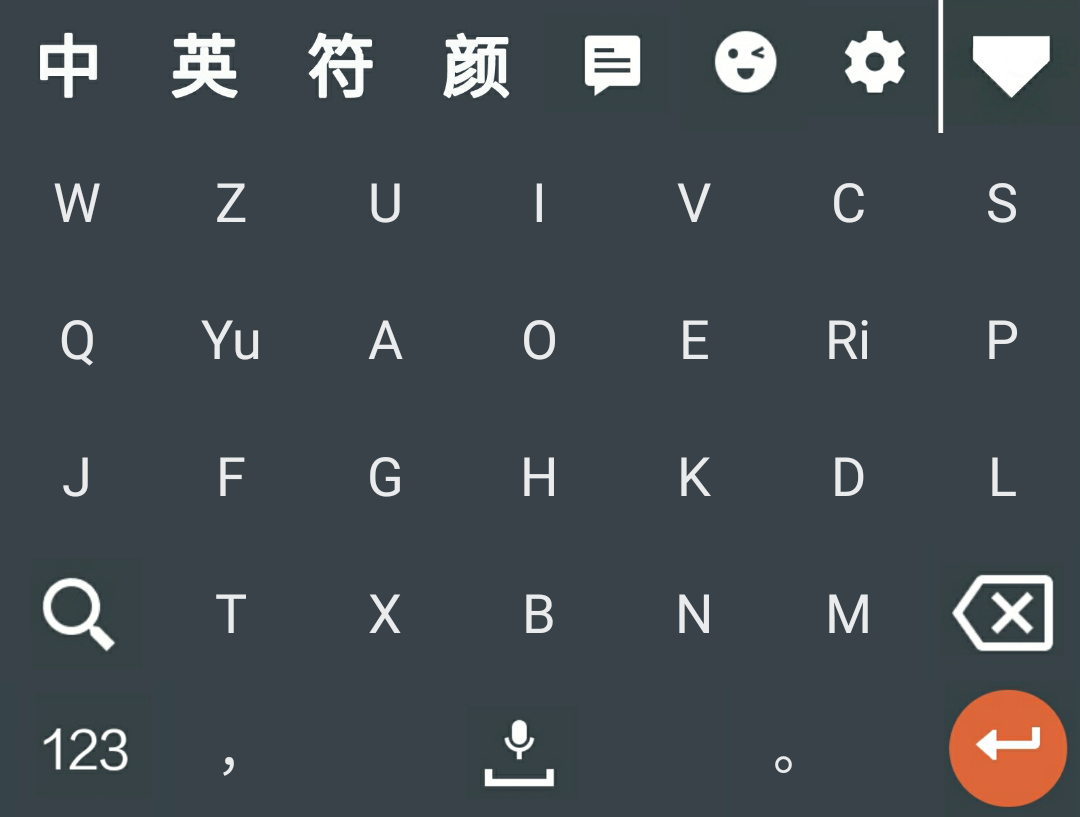 中 英 符 颜
W Z U I V C S
Q Yu A O E Ri P
J F G H K D L
T X B N M
123 ， 。